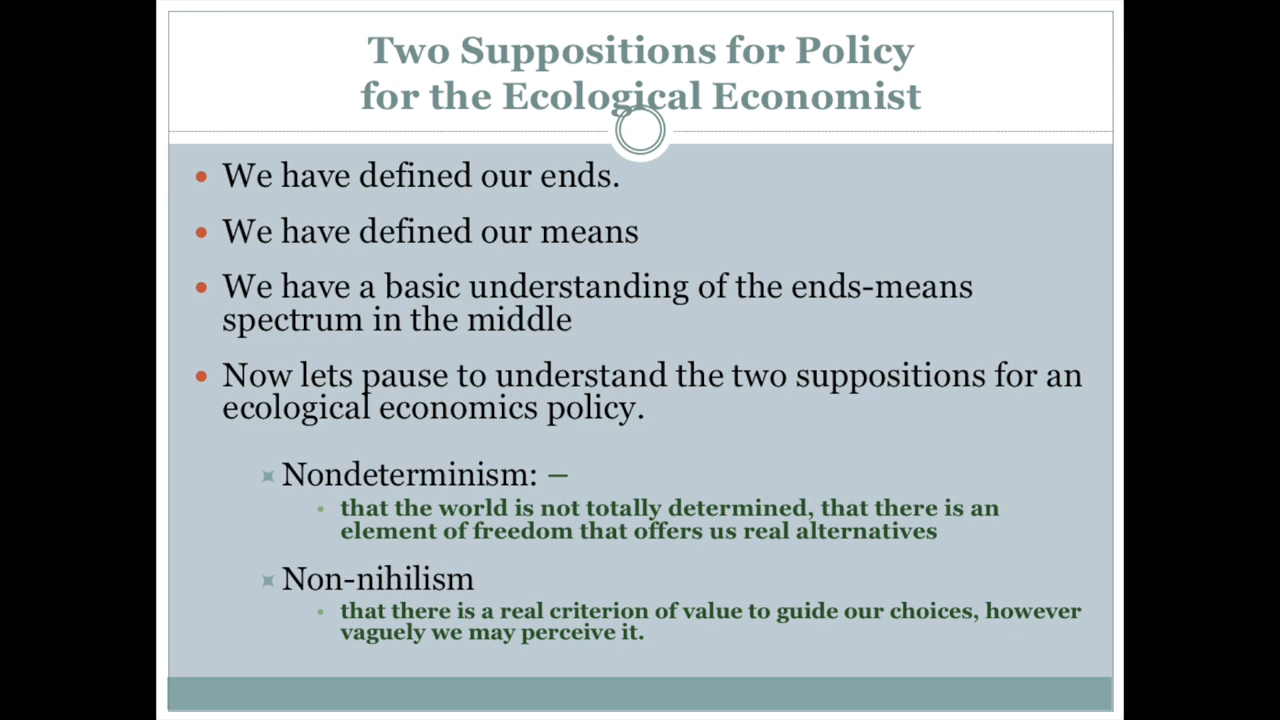 Two Suppositions for Policy
for the Ecological Economist
We have defined our ends.
We have defined our means
We have a basic understanding of the ends-means
spectrum in the middle
Now lets pause to understand the two suppositions for an
ecological economics policy.
Nondeterminism: –
that the world is not totally determined, that there is an
element of freedom that offers us real alternatives
Non-nihilism
that there is a real criterion of value to guide our choices, however
vaguely we may perceive it.